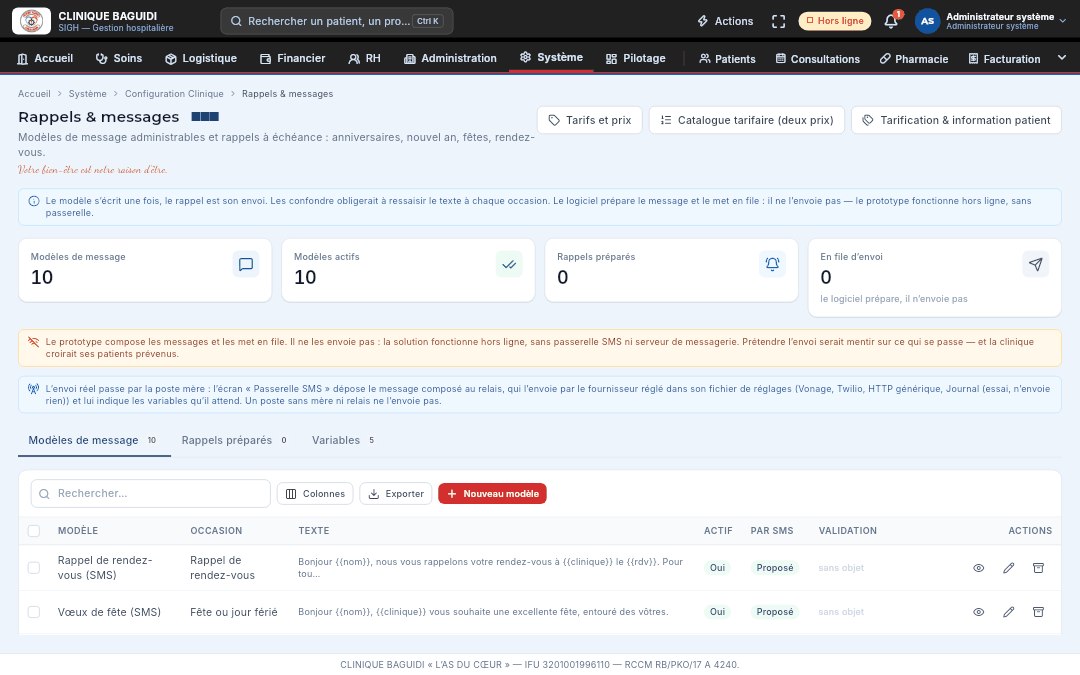 CLINIQUE BAGUIDI
SIGH — Gestion hospitalière
Rechercher un patient, un pro... Ctrl K
Actions
Hors ligne
1
AS
Administrateur système
Administrateur système
Accueil Soins Logistique Financier RH Administration Système Pilotage Patients Consultations Pharmacie Facturation
Accueil > Système > Configuration Clinique > Rappels & messages
Rappels & messages
Modèles de message administrables et rappels à échéance : anniversaires, nouvel an, fêtes, rendez-
vous.
Votre bien-être est notre raison d'être.
Tarifs et prix
Catalogue tarifaire (deux prix)
Tarification & information patient
Le modèle s'écrit une fois, le rappel est son envoi. Les confondre obligerait à ressaisir le texte à chaque occasion. Le logiciel prépare le message et le met en file : il ne l'envoie pas — le prototype fonctionne hors ligne, sans
passerelle.
Modèles de message
10
Modèles actifs
10
Rappels préparés
0
En file d'envoi
0
le logiciel prépare, il n'envoie pas
Le prototype compose les messages et les met en file. Il ne les envoie pas : la solution fonctionne hors ligne, sans passerelle SMS ni serveur de messagerie. Prétendre l'envoi serait mentir sur ce qui se passe — et la clinique
croirait ses patients prévenus.
L'envoi réel passe par la poste mère : l'écran « Passerelle SMS » dépose le message composé au relais, qui l'envoie par le fournisseur réglé dans son fichier de réglages (Vonage, Twilio, HTTP générique, Journal (essai, n'envoie
rien)) et lui indique les variables qu'il attend. Un poste sans mère ni relais ne l'envoie pas.
Modèles de message 10
Rappels préparés 0
Variables 5
Rechercher...
Colonnes
Exporter
Nouveau modèle
MODÈLE OCCASION TEXTE ACTIF PAR SMS VALIDATION ACTIONS
Rappel de rendez-
vous (SMS)
Rappel de
rendez-vous
Bonjour {{nom}}, nous vous rappelons votre rendez-vous à {{clinique}} le {{rdv}}. Pour
tou...
Oui
Proposé
sans objet
Vœux de fête (SMS)
Fête ou jour férié
Bonjour {{nom}}, {{clinique}} vous souhaite une excellente fête, entouré des vôtres.
Oui
Proposé
sans objet
CLINIQUE BAGUIDI « L'AS DU CŒUR » — IFU 3201001996110 — RCCM RB/PKO/17 A 4240.